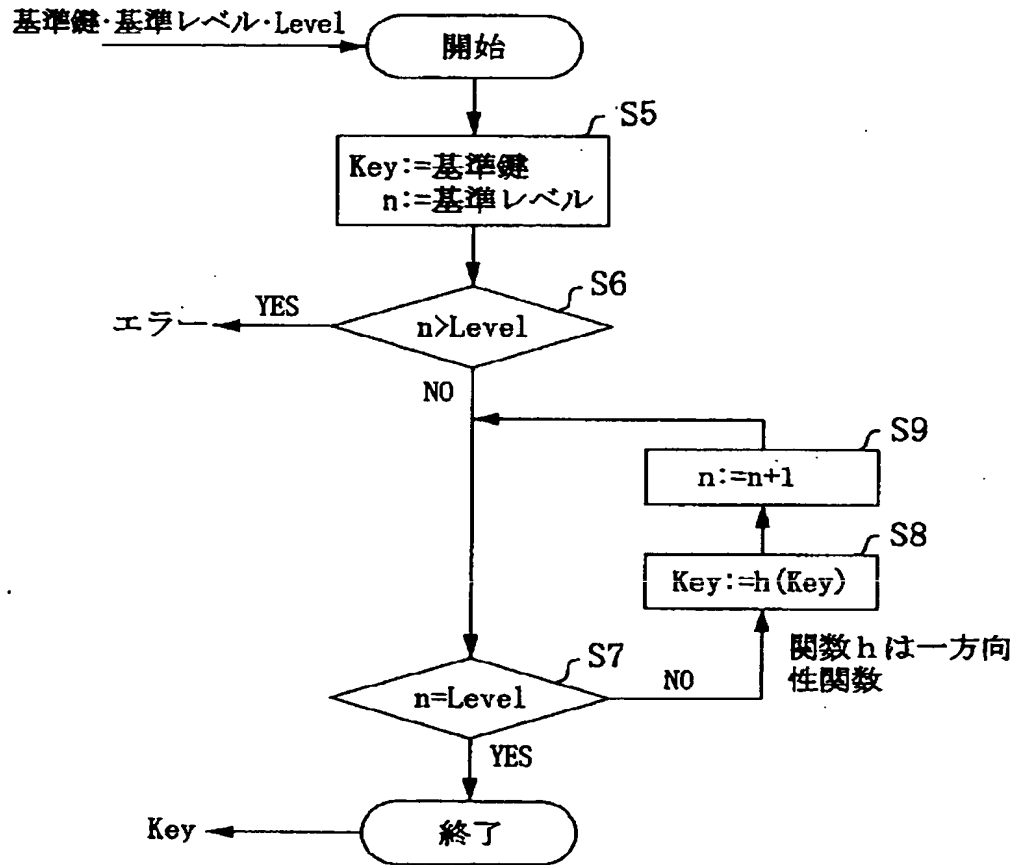 基準鍵・基準レベル・Level
開始
S5
Key:=基準鍵
n:=基準レベル
S6
エラー
YES
n>Level
NO
S9
n:=n+1
S8
Key:=h(Key)
関数hは一方向
性関数
S7
n=Level
NO
YES
Key
終了